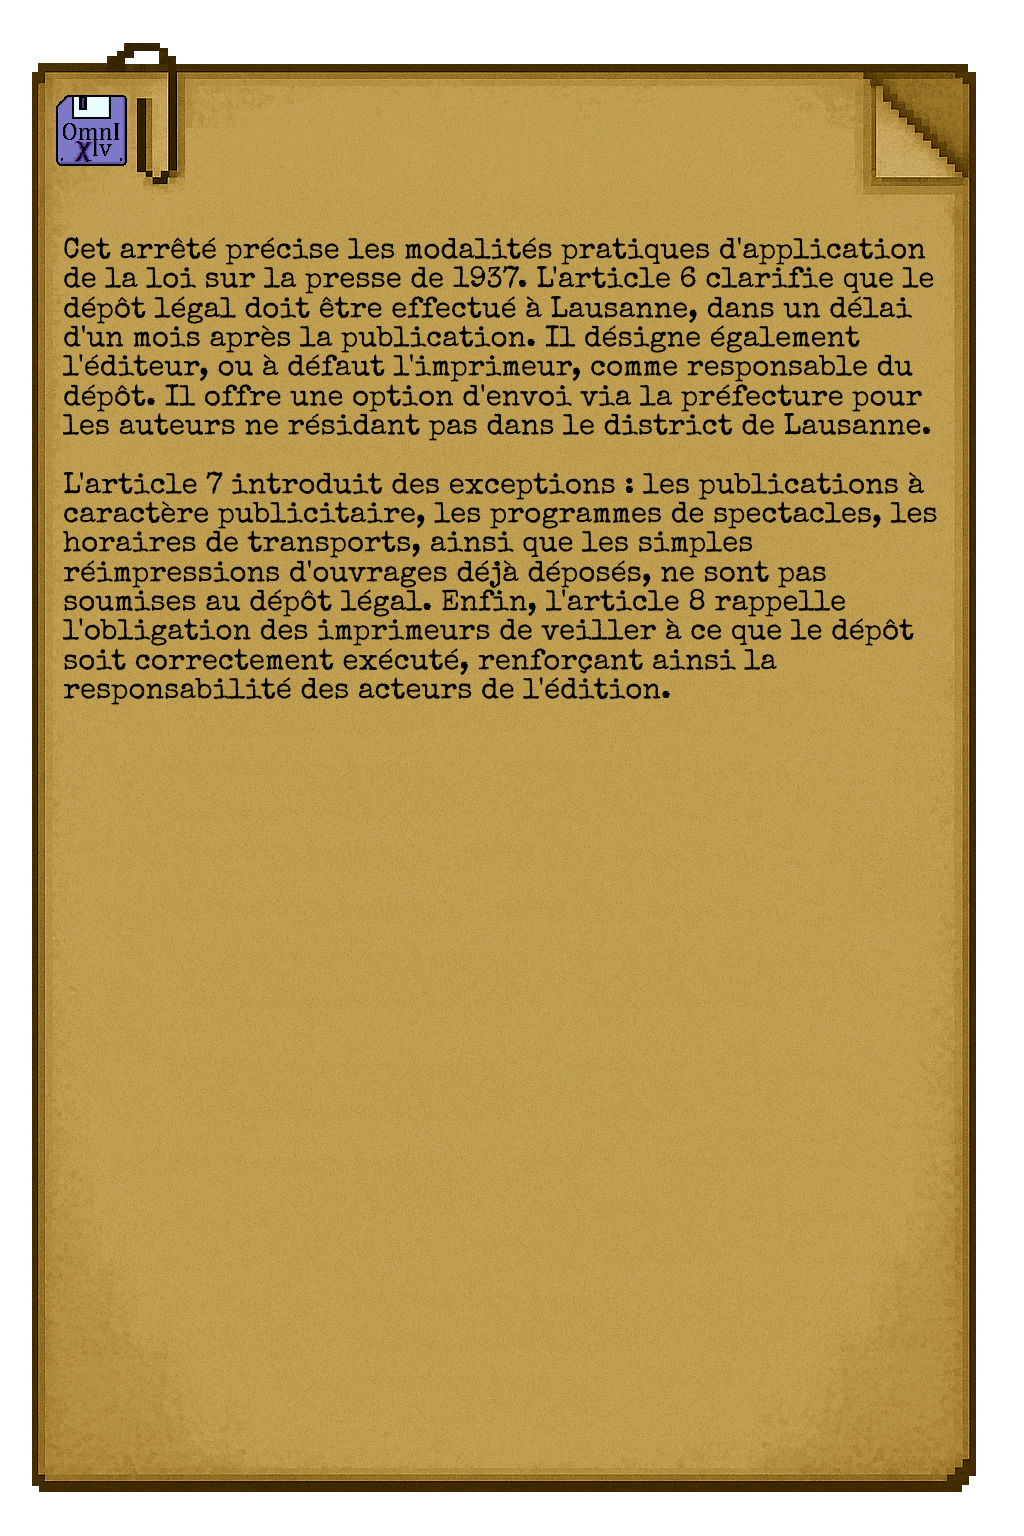 OmnI
χIv
Cet arrêté précise les modalités pratiques d'application
de la loi sur la presse de 1937. L'article 6 clarifie que le
dépôt légal doit être effectué à Lausanne, dans un délai
d'un mois après la publication. Il désigne également
l'éditeur, ou à défaut l'imprimeur, comme responsable du
dépôt. Il offre une option d'envoi via la préfecture pour
les auteurs ne résidant pas dans le district de Lausanne.
L'article 7 introduit des exceptions : les publications à
caractère publicitaire, les programmes de spectacles, les
horaires de transports, ainsi que les simples
réimpressions d'ouvrages déjà déposés, ne sont pas
soumises au dépôt légal. Enfin, l'article 8 rappelle
l'obligation des imprimeurs de veiller à ce que le dépôt
soit correctement exécuté, renforçant ainsi la
responsabilité des acteurs de l'édition.